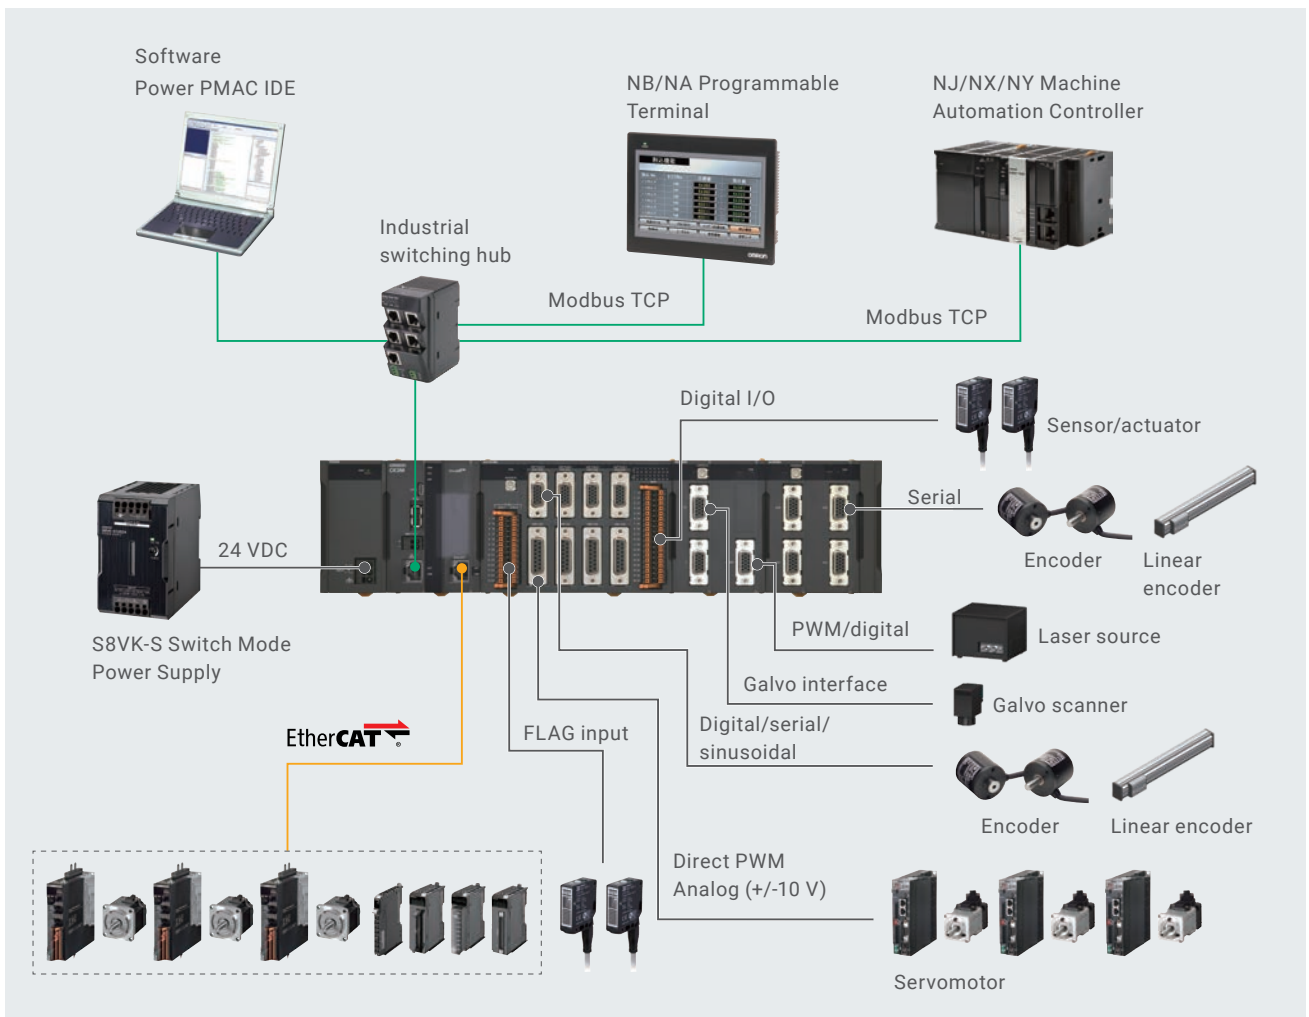 Software
Power PMAC IDE
NB/NA Programmable
Terminal
NJ/NX/NY Machine
Automation Controller
OMRON
Industrial
switching hub
Modbus TCP
Modbus TCP
Digital I/O
Sensor/actuator
Serial
24 VDC
Encoder
Linear
encoder
S8VK-S Switch Mode
Power Supply
PWM/digital
Laser source
Galvo interface
Galvo scanner
EtherCAT®
FLAG input
Digital/serial/
sinusoidal
Encoder
Linear encoder
Direct PWM
Analog (+/-10 V)
Servomotor